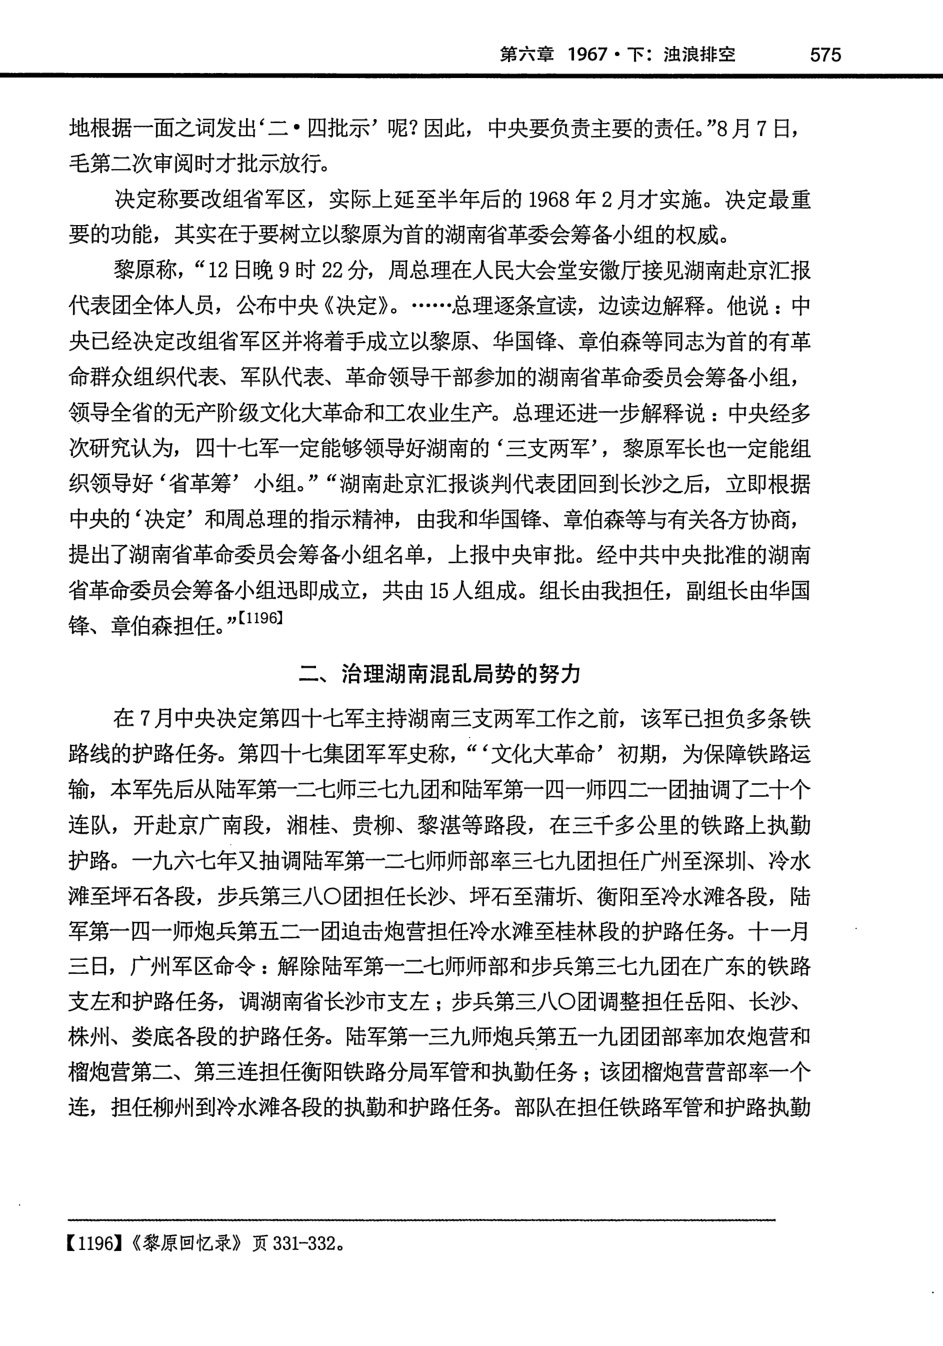 第六章 1967·下：浊浪排空 575
地根据一面之词发出‘二·四批示’呢？因此，中央要负责主要的责任。”8月7日，
毛第二次审阅时才批示放行。
决定称要改组省军区，实际上延至半年后的1968年2月才实施。决定最重
要的功能，其实在于要树立以黎原为首的湖南省革委会筹备小组的权威。
黎原称，“12日晚9时22分，周总理在人民大会堂安徽厅接见湖南赴京汇报
代表团全体人员，公布中央《决定》。……总理逐条宣读，边读边解释。他说：中
央已经决定改组省军区并将着手成立以黎原、华国锋、章伯森等同志为首的有革
命群众组织代表、军队代表、革命领导干部参加的湖南省革命委员会筹备小组，
领导全省的无产阶级文化大革命和工农业生产。总理还进一步解释说：中央经多
次研究认为，四十七军一定能够领导好湖南的‘三支两军’，黎原军长也一定能组
织领导好‘省革筹’小组。”“湖南赴京汇报谈判代表团回到长沙之后，立即根据
中央的‘决定’和周总理的指示精神，由我和华国锋、章伯森等与有关各方协商，
提出了湖南省革命委员会筹备小组名单，上报中央审批。经中共中央批准的湖南
省革命委员会筹备小组迅即成立，共由15人组成。组长由我担任，副组长由华国
锋、章伯森担任。”【1196】
二、治理湖南混乱局势的努力
在7月中央决定第四十七军主持湖南三支两军工作之前，该军已担负多条铁
路线的护路任务。第四十七集团军军史称，“‘文化大革命’初期，为保障铁路运
输，本军先后从陆军第一二七师三七九团和陆军第一四一师四二一团抽调了二十个
连队，开赴京广南段，湘桂、贵柳、黎湛等路段，在三千多公里的铁路上执勤
护路。一九六七年又抽调陆军第一二七师师部率三七九团担任广州至深圳、冷水
滩至坪石各段，步兵第三八〇团担任长沙、坪石至蒲圻、衡阳至冷水滩各段，陆
军第一四一师炮兵第五二一团迫击炮营担任冷水滩至桂林段的护路任务。十一月
三日，广州军区命令：解除陆军第一二七师师部和步兵第三七九团在广东的铁路
支左和护路任务，调湖南省长沙市支左；步兵第三八〇团调整担任岳阳、长沙、
株州、娄底各段的护路任务。陆军第一三九师炮兵第五一九团团部率加农炮营和
榴炮营第二、第三连担任衡阳铁路分局军管和执勤任务；该团榴炮营营部率一个
连，担任柳州到冷水滩各段的执勤和护路任务。部队在担任铁路军管和护路执勤
【1196】《黎原回忆录》页331-332。